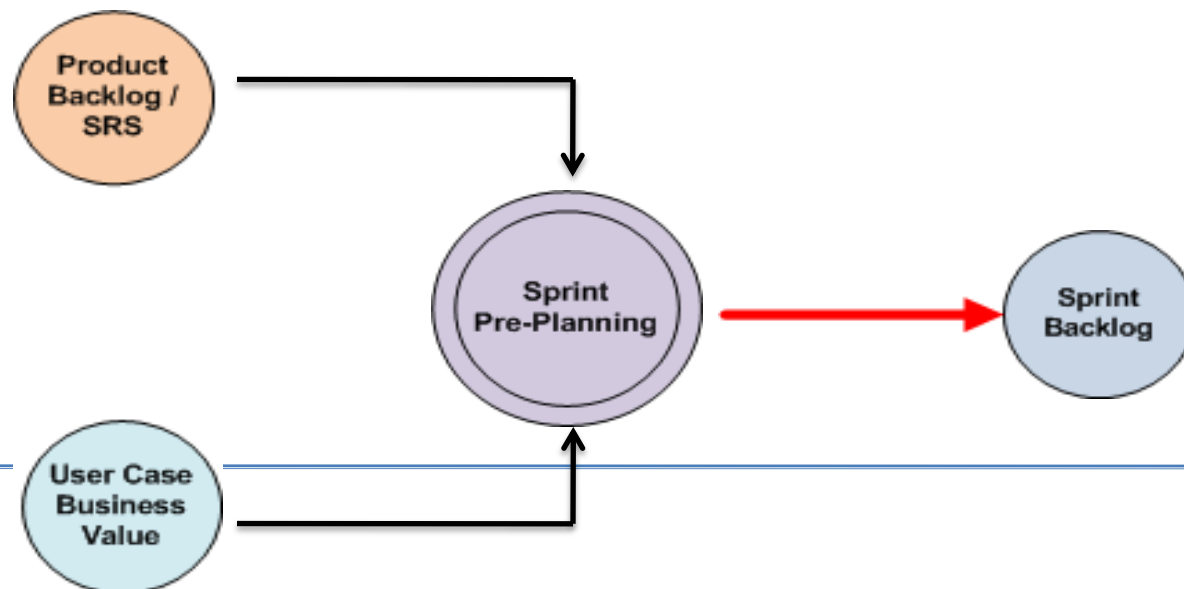 Product
Backlog /
SRS
Sprint
Pre-Planning
Sprint
Backlog
User Case
Business
Value